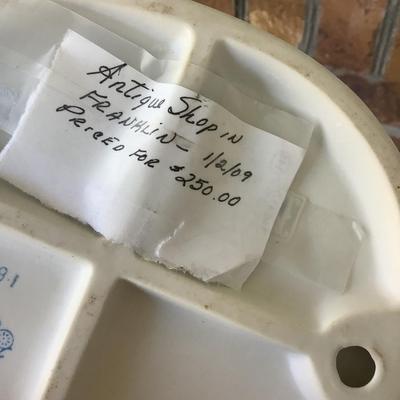 Antique Shop in
FRANKLIN - 1/2/09
PRICED FOR $250.00